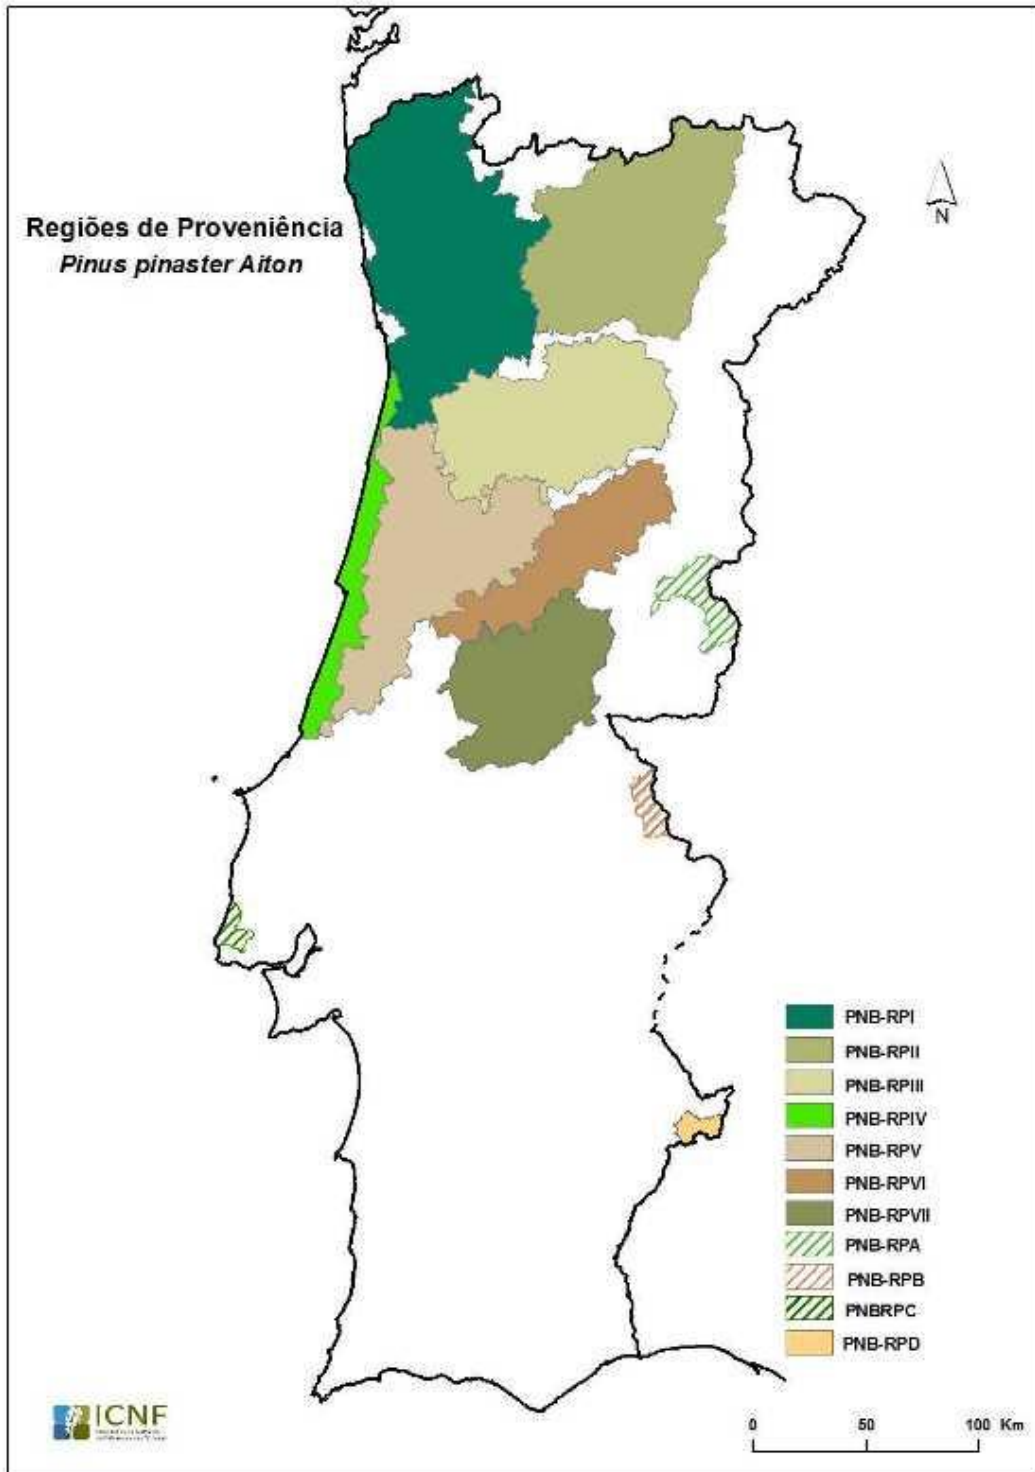 Regiões de Proveniência
Pinus pinaster Aiton
N
PNB-RPI
PNB-RPII
PNB-RPIII
PNB-RPIV
PNB-RPV
PNB-RPVI
PNB-RPVII
PNB-RPA
PNB-RPB
PNBRPC
PNB-RPD
ICNF
0 50 100 Km